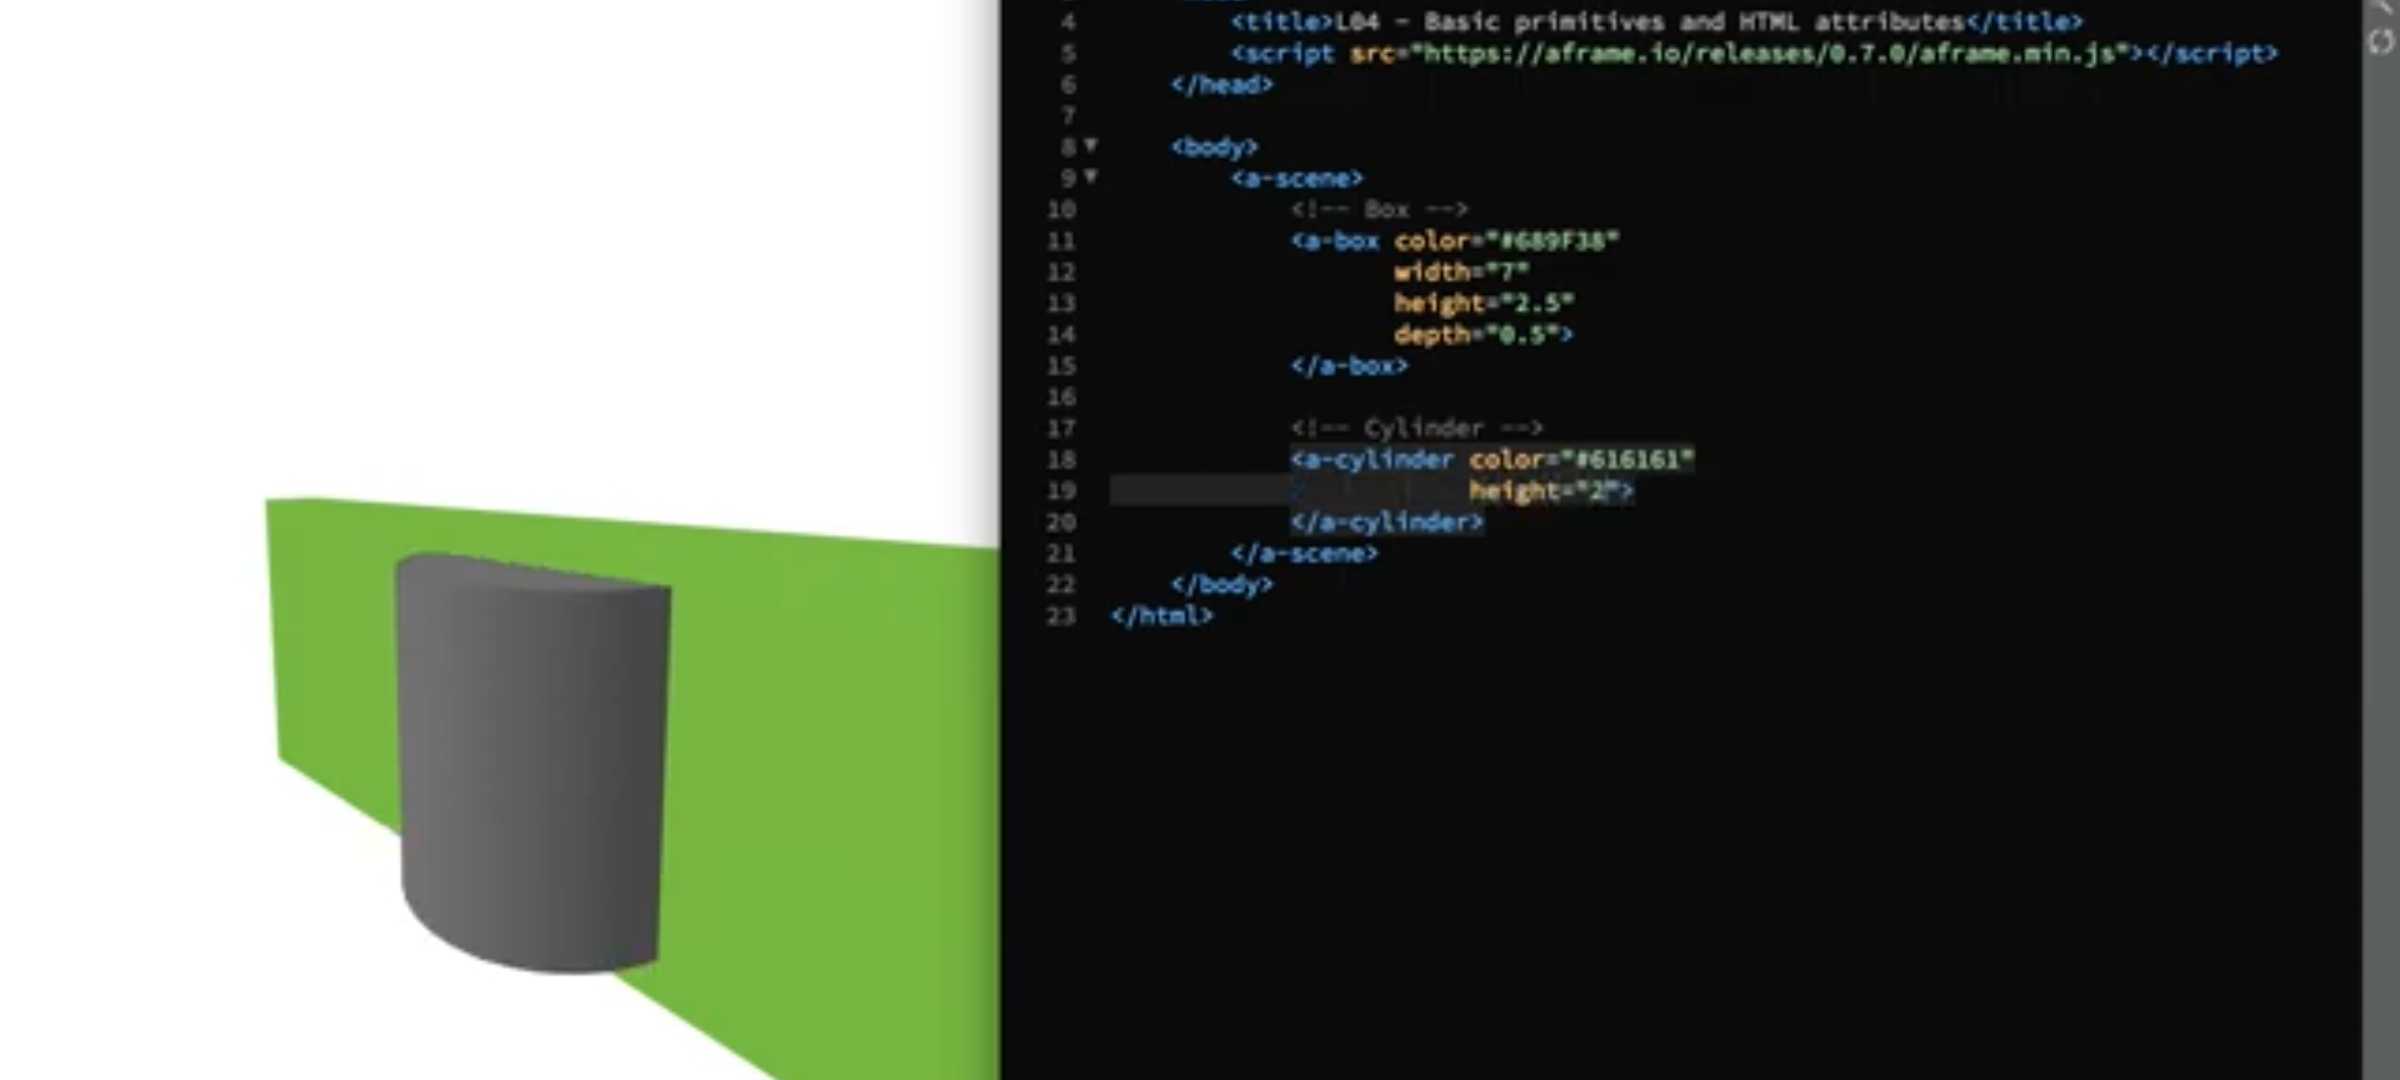 4 <title>L04 - Basic primitives and HTML attributes</title>
5 <script src="https://aframe.io/releases/0.7.0/aframe.min.js"></script>
6 </head>
7
8 <body>
9 <a-scene>
10 <!-- Box -->
11 <a-box color="#689F38"
12 width="7"
13 height="2.5"
14 depth="0.5">
15 </a-box>
16
17 <!-- Cylinder -->
18 <a-cylinder color="#616161"
19 height="2">
20 </a-cylinder>
21 </a-scene>
22 </body>
23 </html>